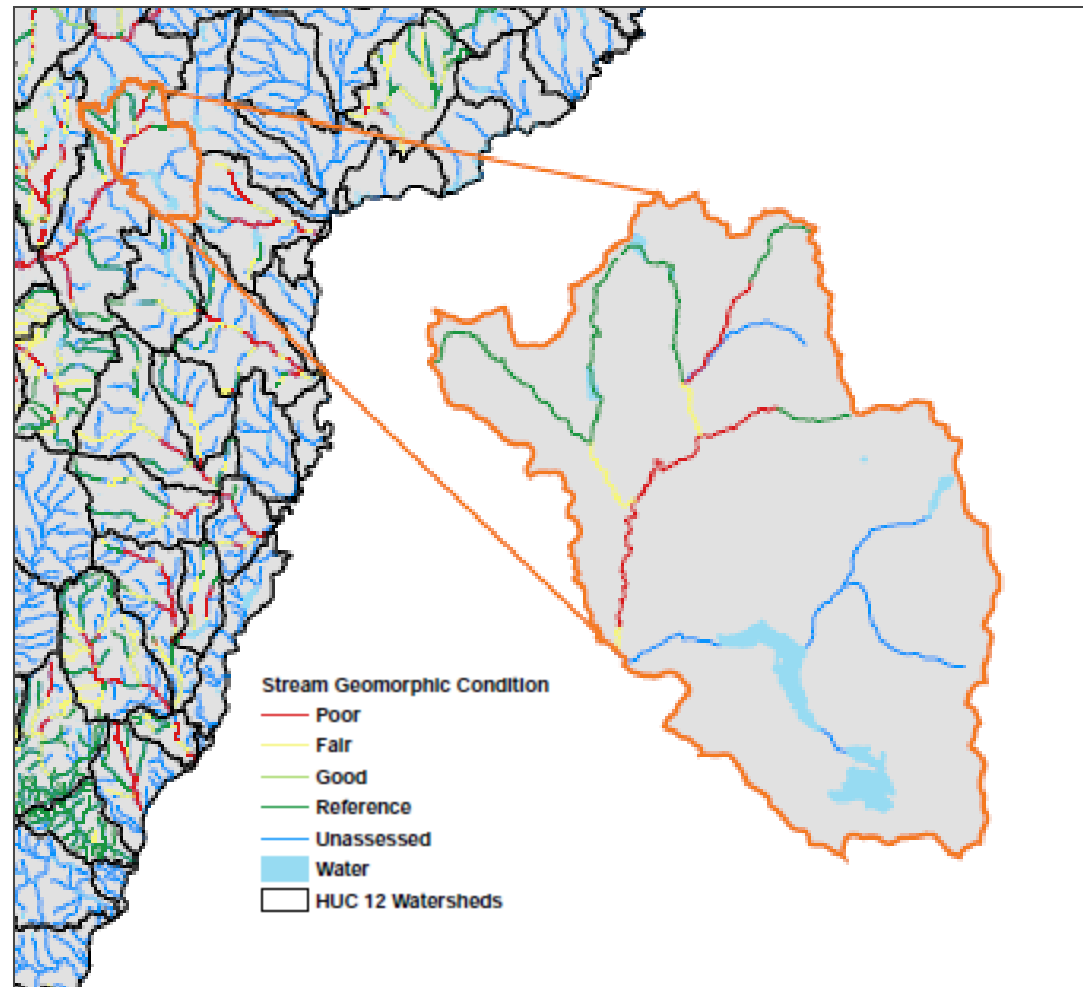 Stream Geomorphic Condition
Poor
Fair
Good
Reference
Unassessed
Water
HUC 12 Watersheds